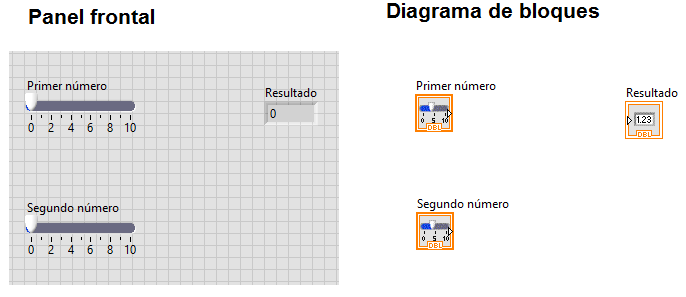 Panel frontal
Diagrama de bloques
Primer número
Resultado
0
0 2 4 6 8 10
Segundo número
0 2 4 6 8 10
Primer número
Resultado
0 5 10
DBL
1.23
DBL
Segundo número
0 5 10
DBL